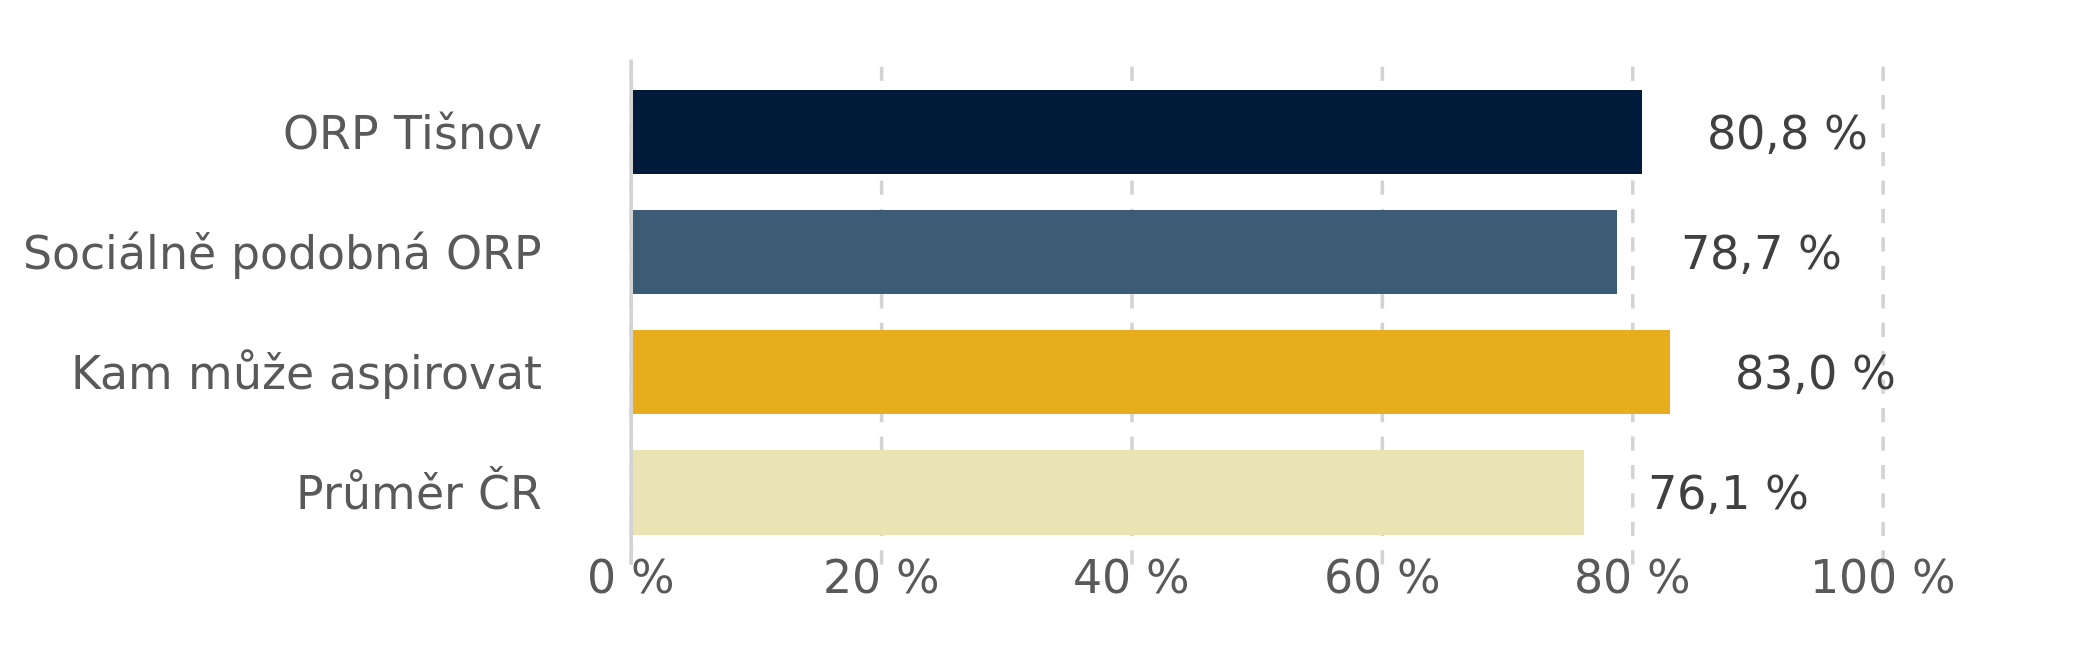 ORP Tišnov 80,8 %
Sociálně podobná ORP 78,7 %
Kam může aspirovat 83,0 %
Průměr ČR 76,1 %
0 % 20 % 40 % 60 % 80 % 100 %